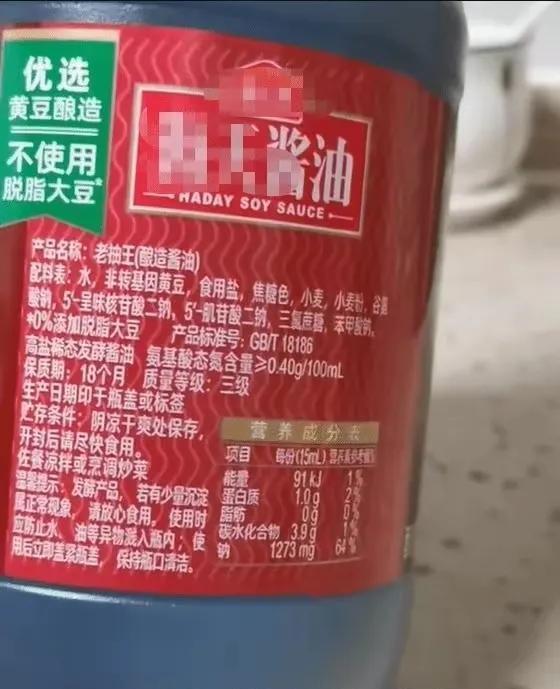 优选
黄豆酿造
不使用
脱脂大豆*
酱油
HADAY SOY SAUCE
产品名称：老抽王(酿造酱油)
配料表：水，非转基因黄豆，食用盐，焦糖色，小麦，小麦粉，谷氨
酸钠，5'-呈味核苷酸二钠，5'-肌苷酸二钠，三氯蔗糖，苯甲酸钠。
*0%添加脱脂大豆 产品标准号：GB/T 18186
高盐稀态发酵酱油 氨基酸态氮含量≥0.40g/100mL
保质期：18个月 质量等级：三级
生产日期印于瓶盖或标签
贮存条件：阴凉干爽处保存，
开封后请尽快食用。
佐餐凉拌或烹调炒菜
温馨提示：发酵产品，若有少量沉淀
属正常现象，请放心食用。使用时
应防止水、油等异物溅入瓶内；使
用后立即盖紧瓶盖，保持瓶口清洁。
营养成分表
项目 每份(15mL) 营养素参考值%
能量 91 kJ 1%
蛋白质 1.0 g 2%
脂肪 0 g 0%
碳水化合物 3.9 g 1%
钠 1273 mg 64%